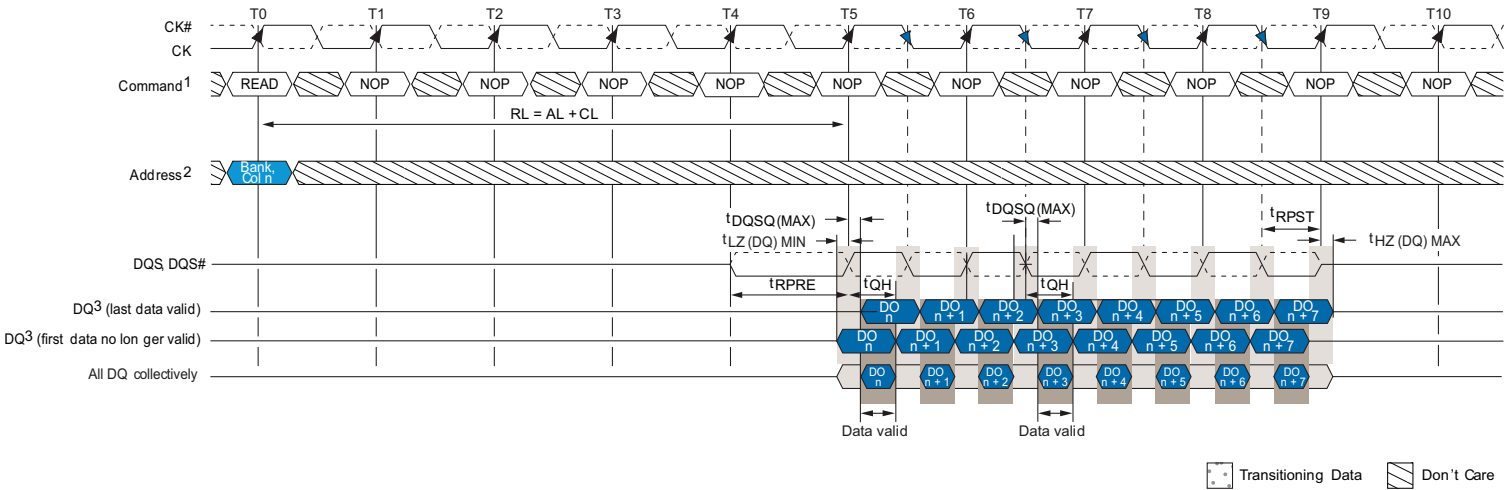 T0 T1 T2 T3 T4 T5 T6 T7 T8 T9 T10
CK#
CK
Command1 READ NOP NOP NOP NOP NOP NOP NOP NOP NOP NOP
RL = AL + CL
Address2 Bank, Col n
tDQSQ (MAX) tDQSQ (MAX) tRPST
tLZ (DQ) MIN tHZ (DQ) MAX
DQS, DQS#
tRPRE tQH tQH
DQ3 (last data valid) DO n DO n + 1 DO n + 2 DO n + 3 DO n + 4 DO n + 5 DO n + 6 DO n + 7
DQ3 (first data no lon ger valid) DO n DO n + 1 DO n + 2 DO n + 3 DO n + 4 DO n + 5 DO n + 6 DO n + 7
All DQ collectively DO n DO n + 1 DO n + 2 DO n + 3 DO n + 4 DO n + 5 DO n + 6 DO n + 7
Data valid Data valid
Transitioning Data Don't Care